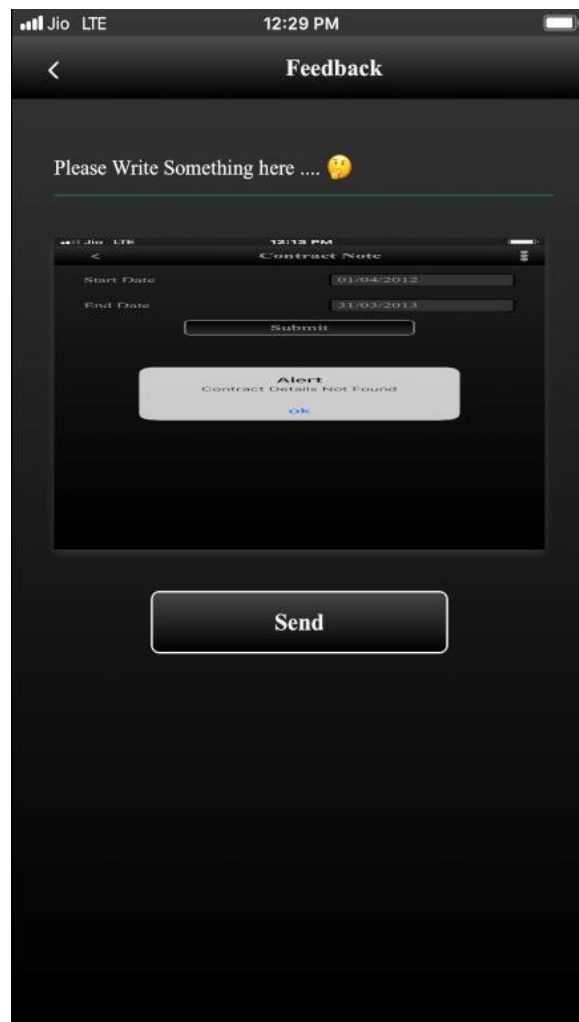 Jio LTE 12:29 PM
Feedback
Please Write Something here .... 🤔
Jio LTE 12:13 PM
< Contract Note
Start Date 01/04/2012
End Date 31/03/2013
Submit
Alert
Contract Details Not Found
ok
Send